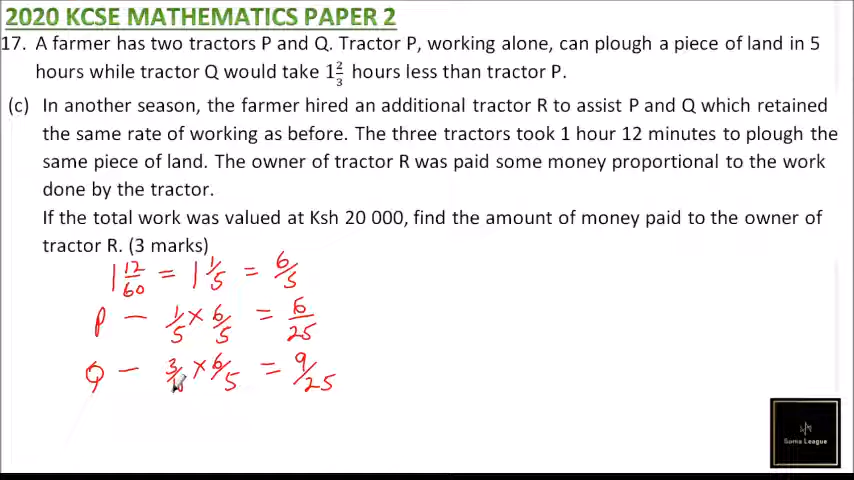 2020 KCSE MATHEMATICS PAPER 2
17. A farmer has two tractors P and Q. Tractor P, working alone, can plough a piece of land in 5
hours while tractor Q would take 1 2/3 hours less than tractor P.
(c) In another season, the farmer hired an additional tractor R to assist P and Q which retained
the same rate of working as before. The three tractors took 1 hour 12 minutes to plough the
same piece of land. The owner of tractor R was paid some money proportional to the work
done by the tractor.
If the total work was valued at Ksh 20 000, find the amount of money paid to the owner of
tractor R. (3 marks)
1 12/60 = 1 1/5 = 6/5
P — 1/5 × 6/5 = 6/25
Q — 3/ × 6/5 = 9/25
Soma League